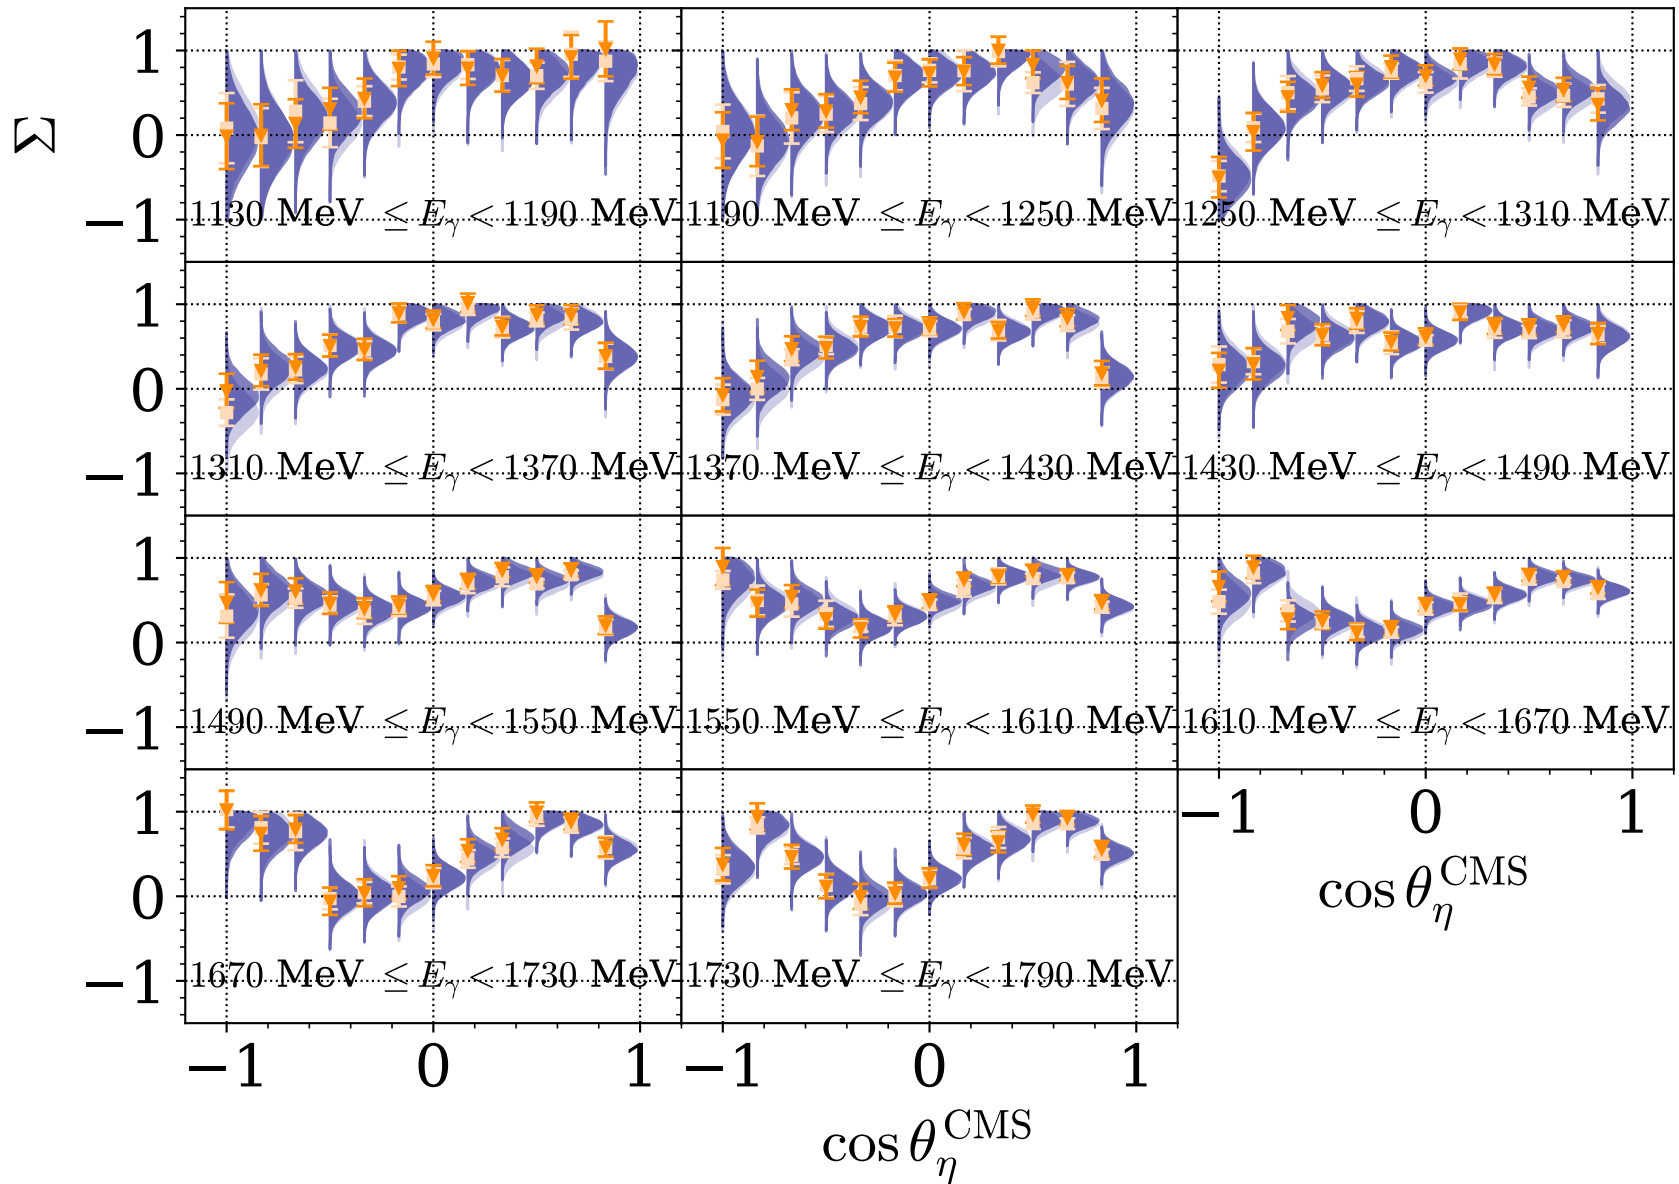 Σ
1
0
−1
1130 MeV ≤ E_γ < 1190 MeV
1190 MeV ≤ E_γ < 1250 MeV
1250 MeV ≤ E_γ < 1310 MeV
1
0
−1
1310 MeV ≤ E_γ < 1370 MeV
1370 MeV ≤ E_γ < 1430 MeV
1430 MeV ≤ E_γ < 1490 MeV
1
0
−1
1490 MeV ≤ E_γ < 1550 MeV
1550 MeV ≤ E_γ < 1610 MeV
1610 MeV ≤ E_γ < 1670 MeV
1
0
−1
1670 MeV ≤ E_γ < 1730 MeV
1730 MeV ≤ E_γ < 1790 MeV
−1 0 1
cos θ_η^CMS
−1 0 1 −1 0 1
cos θ_η^CMS